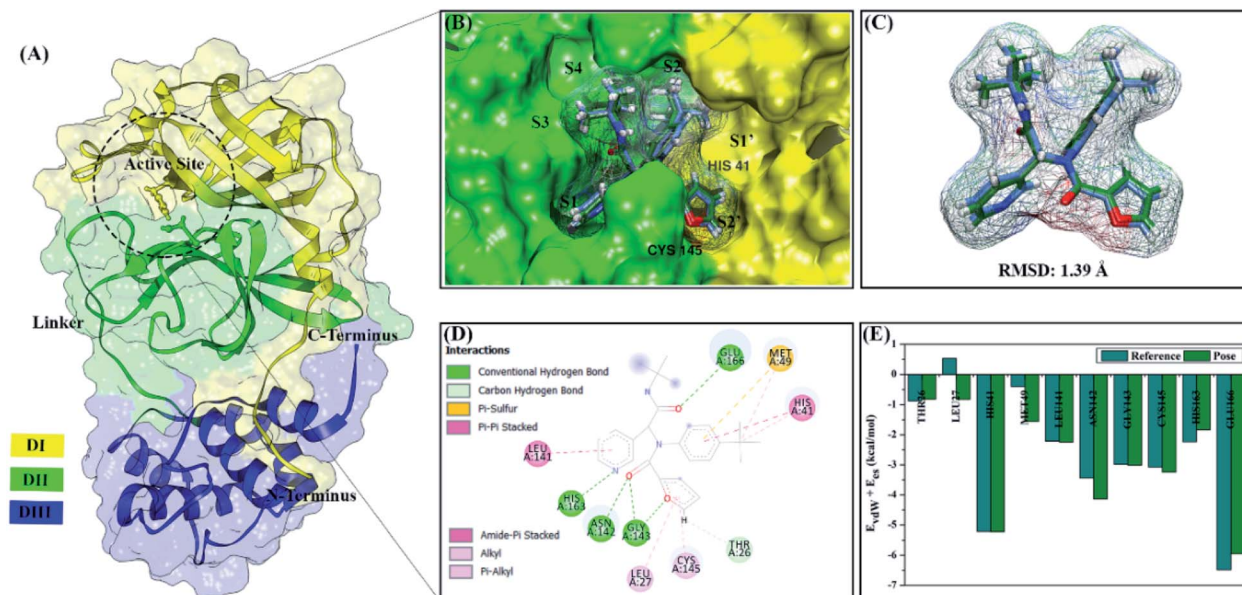 (A)
Active Site
Linker
C-Terminus
N-Terminus
DI
DII
DIII
(B)
S4
S2
S3
S1'
HIS 41
S1
S2'
CYS 145
(C)
RMSD: 1.39 Å
(D)
Interactions
Conventional Hydrogen Bond
Carbon Hydrogen Bond
Pi-Sulfur
Pi-Pi Stacked
Amide-Pi Stacked
Alkyl
Pi-Alkyl
GLU
A:166
MET
A:49
HIS
A:41
LEU
A:141
HIS
A:163
ASN
A:142
GLY
A:143
LEU
A:27
CYS
A:145
THR
A:26
N
O
N
N
O
O
H
(E)
Reference
Pose
EvdW + Ees (kcal/mol)
1
0
-1
-2
-3
-4
-5
-6
-7
THR26
LEU27
HIS41
MET49
LEU141
ASN142
GLY143
CYS145
HIS163
GLU166